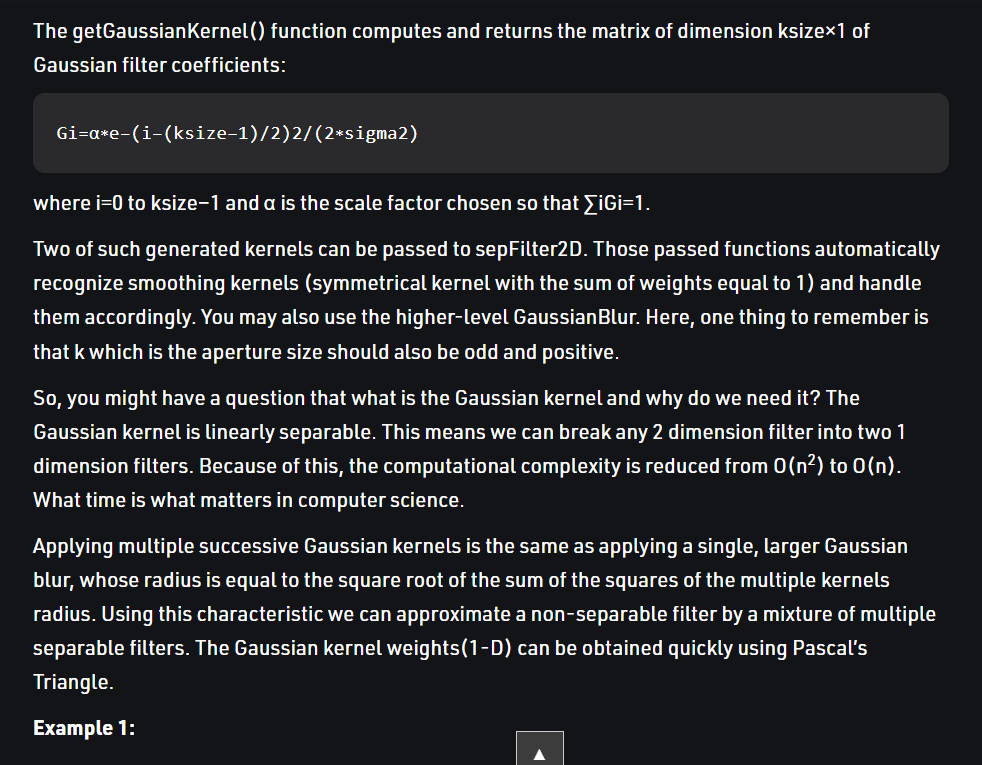 The getGaussianKernel() function computes and returns the matrix of dimension ksize×1 of
Gaussian filter coefficients:
Gi=α*e−(i−(ksize−1)/2)2/(2*sigma2)
where i=0 to ksize−1 and α is the scale factor chosen so that ∑iGi=1.
Two of such generated kernels can be passed to sepFilter2D. Those passed functions automatically
recognize smoothing kernels (symmetrical kernel with the sum of weights equal to 1) and handle
them accordingly. You may also use the higher-level GaussianBlur. Here, one thing to remember is
that k which is the aperture size should also be odd and positive.
So, you might have a question that what is the Gaussian kernel and why do we need it? The
Gaussian kernel is linearly separable. This means we can break any 2 dimension filter into two 1
dimension filters. Because of this, the computational complexity is reduced from O(n²) to O(n).
What time is what matters in computer science.
Applying multiple successive Gaussian kernels is the same as applying a single, larger Gaussian
blur, whose radius is equal to the square root of the sum of the squares of the multiple kernels
radius. Using this characteristic we can approximate a non-separable filter by a mixture of multiple
separable filters. The Gaussian kernel weights(1-D) can be obtained quickly using Pascal's
Triangle.
Example 1: